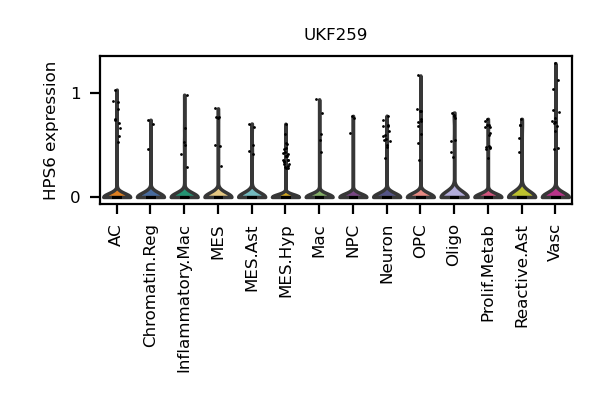 UKF259
HPS6 expression
1
0
AC
Chromatin.Reg
Inflammatory.Mac
MES
MES.Ast
MES.Hyp
Mac
NPC
Neuron
OPC
Oligo
Prolif.Metab
Reactive.Ast
Vasc